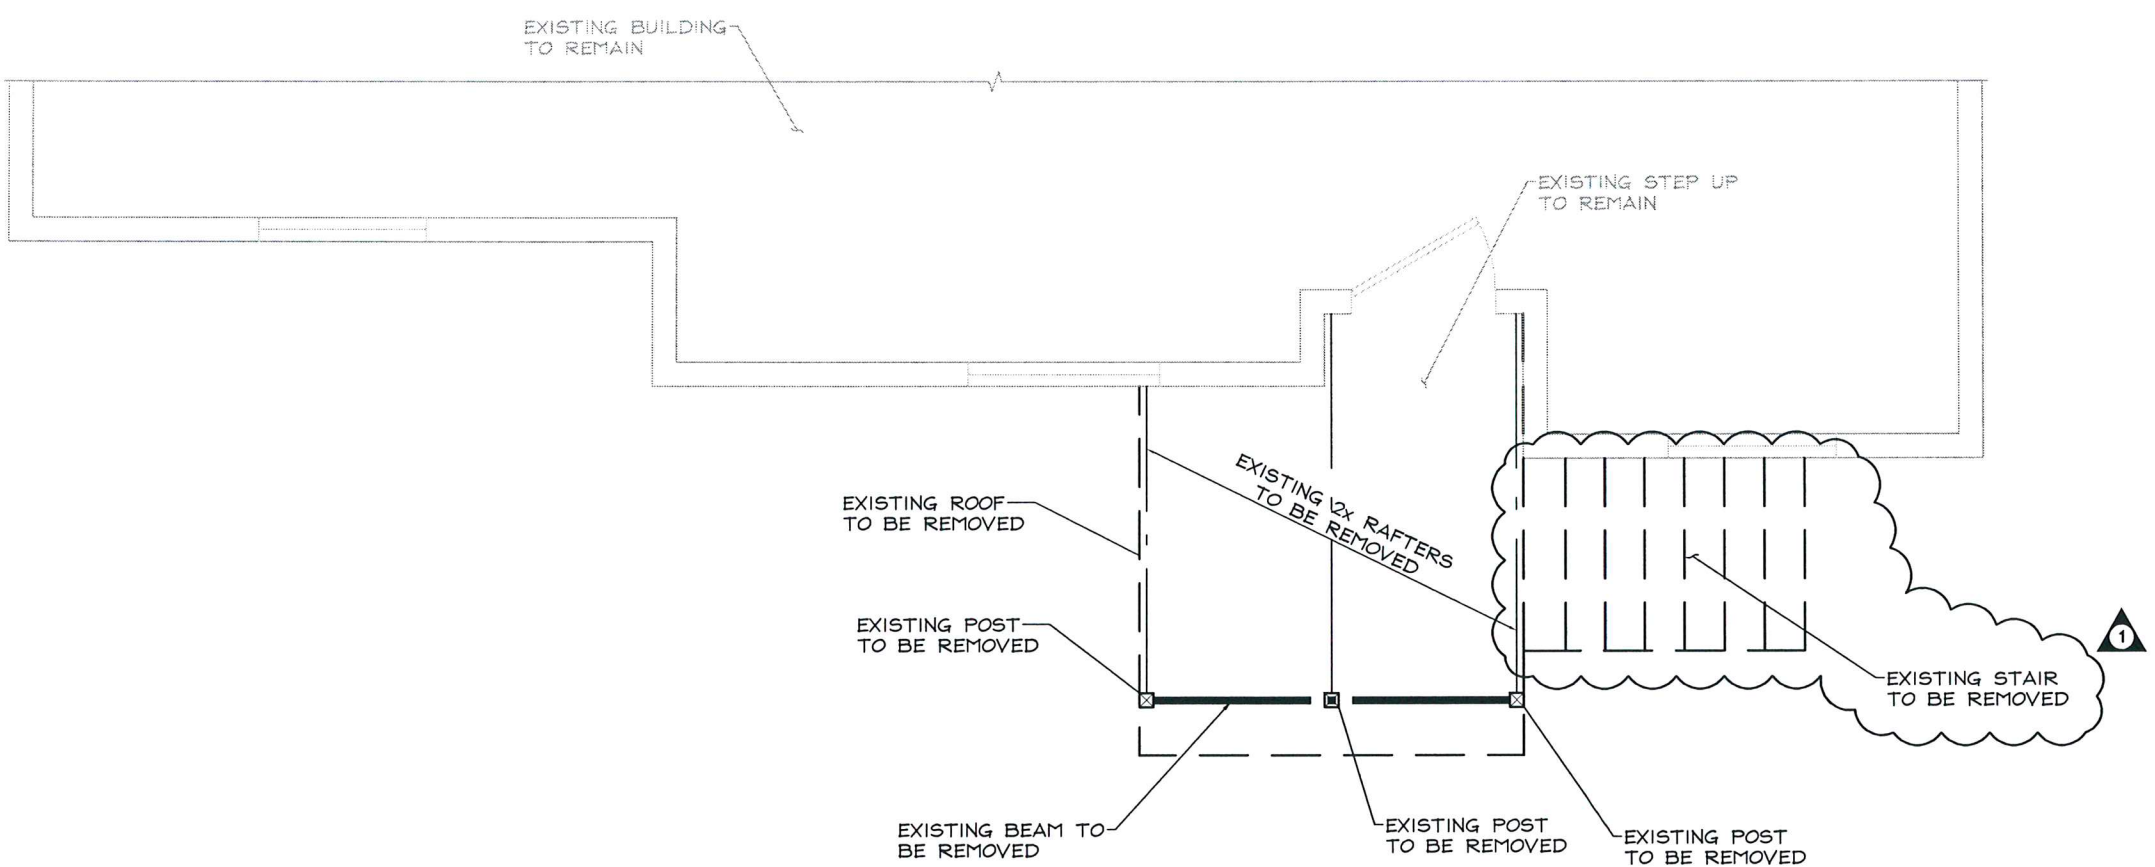 EXISTING BUILDING
TO REMAIN
EXISTING STEP UP
TO REMAIN
EXISTING 2x RAFTERS
TO BE REMOVED
EXISTING ROOF
TO BE REMOVED
EXISTING POST
TO BE REMOVED
1
EXISTING STAIR
TO BE REMOVED
EXISTING BEAM TO
BE REMOVED
EXISTING POST
TO BE REMOVED
EXISTING POST
TO BE REMOVED